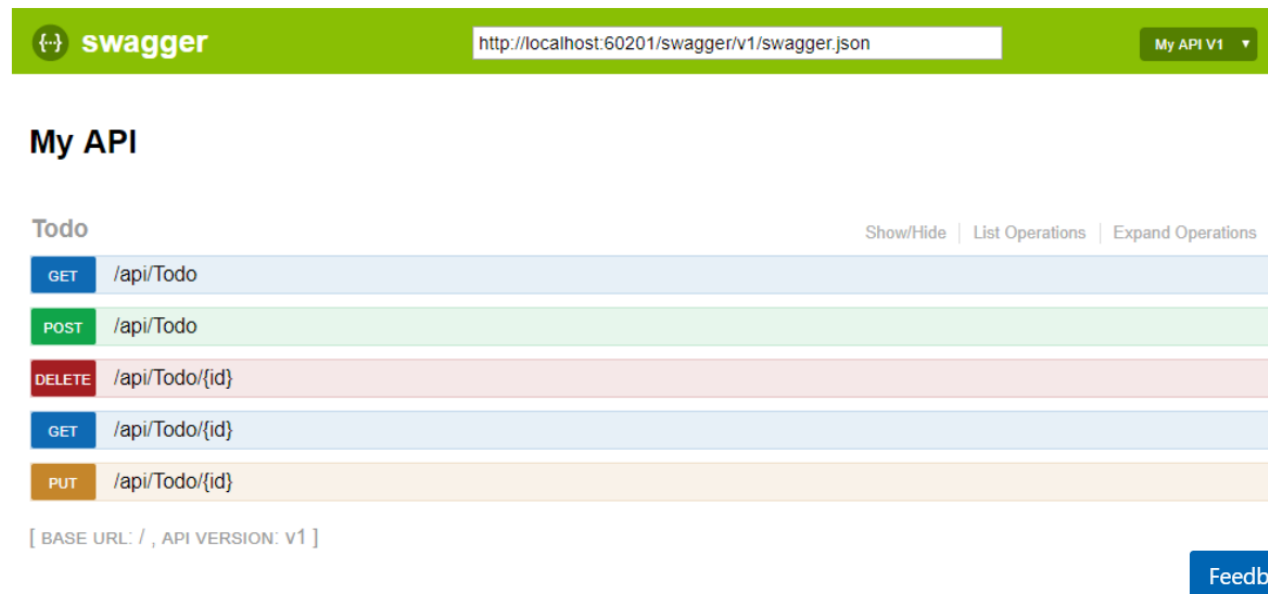 {···} swagger http://localhost:60201/swagger/v1/swagger.json My API V1
My API
Todo Show/Hide List Operations Expand Operations
GET /api/Todo
POST /api/Todo
DELETE /api/Todo/{id}
GET /api/Todo/{id}
PUT /api/Todo/{id}
[ BASE URL: / , API VERSION: V1 ]
Feedb